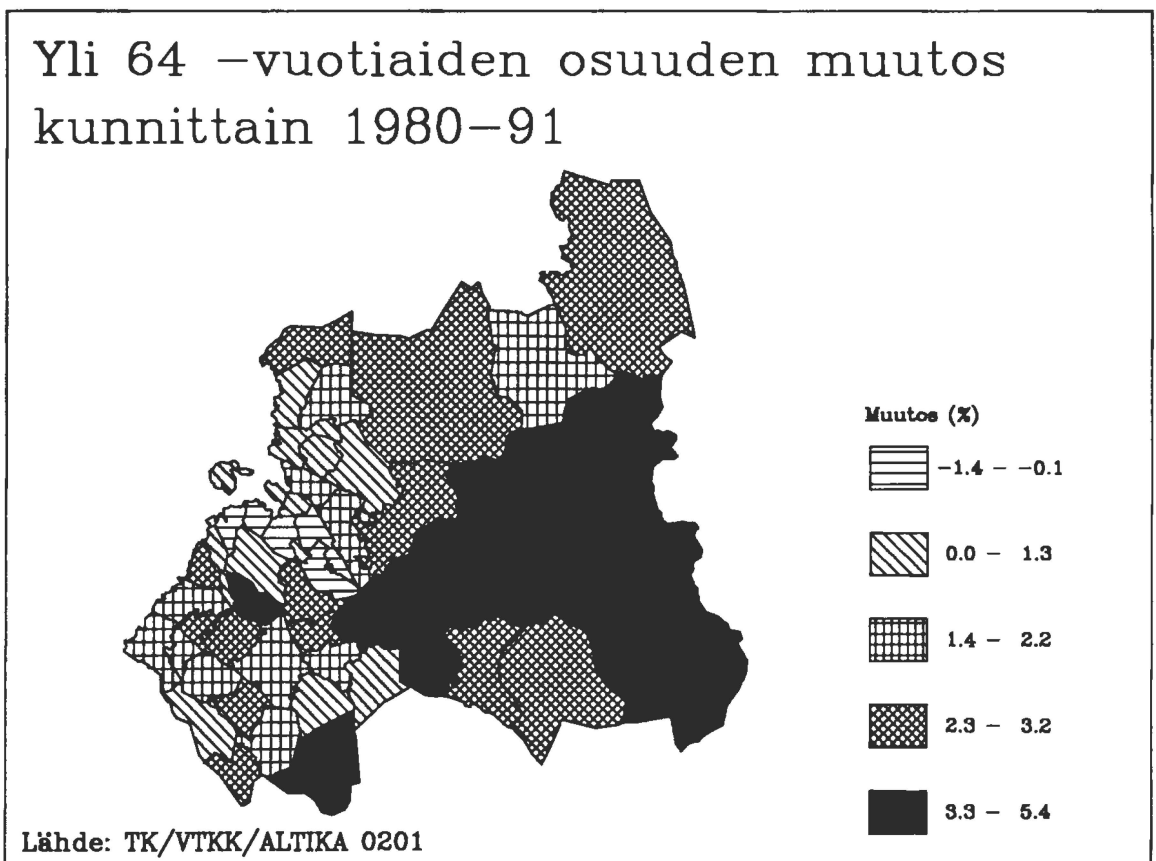 Yli 64 –vuotiaiden osuuden muutos
kunnittain 1980–91
Muutos (%)
-1.4 – -0.1
0.0 – 1.3
1.4 – 2.2
2.3 – 3.2
3.3 – 5.4
Lähde: TK/VTKK/ALTIKA 0201